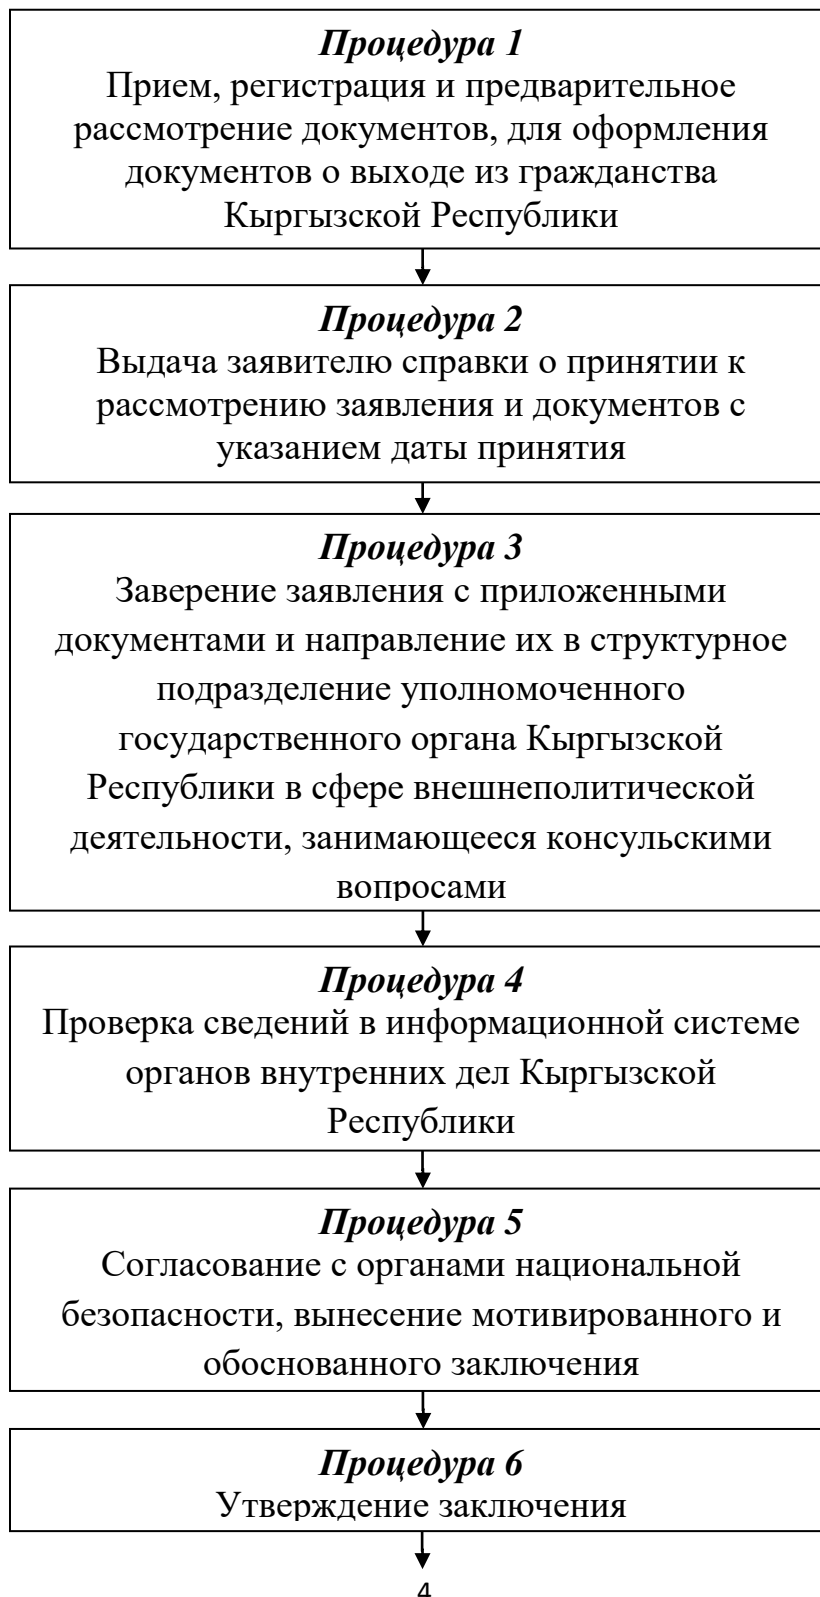 Процедура 1
Прием, регистрация и предварительное
рассмотрение документов, для оформления
документов о выходе из гражданства
Кыргызской Республики
Процедура 2
Выдача заявителю справки о принятии к
рассмотрению заявления и документов с
указанием даты принятия
Процедура 3
Заверение заявления с приложенными
документами и направление их в структурное
подразделение уполномоченного
государственного органа Кыргызской
Республики в сфере внешнеполитической
деятельности, занимающееся консульскими
вопросами
Процедура 4
Проверка сведений в информационной системе
органов внутренних дел Кыргызской
Республики
Процедура 5
Согласование с органами национальной
безопасности, вынесение мотивированного и
обоснованного заключения
Процедура 6
Утверждение заключения
4